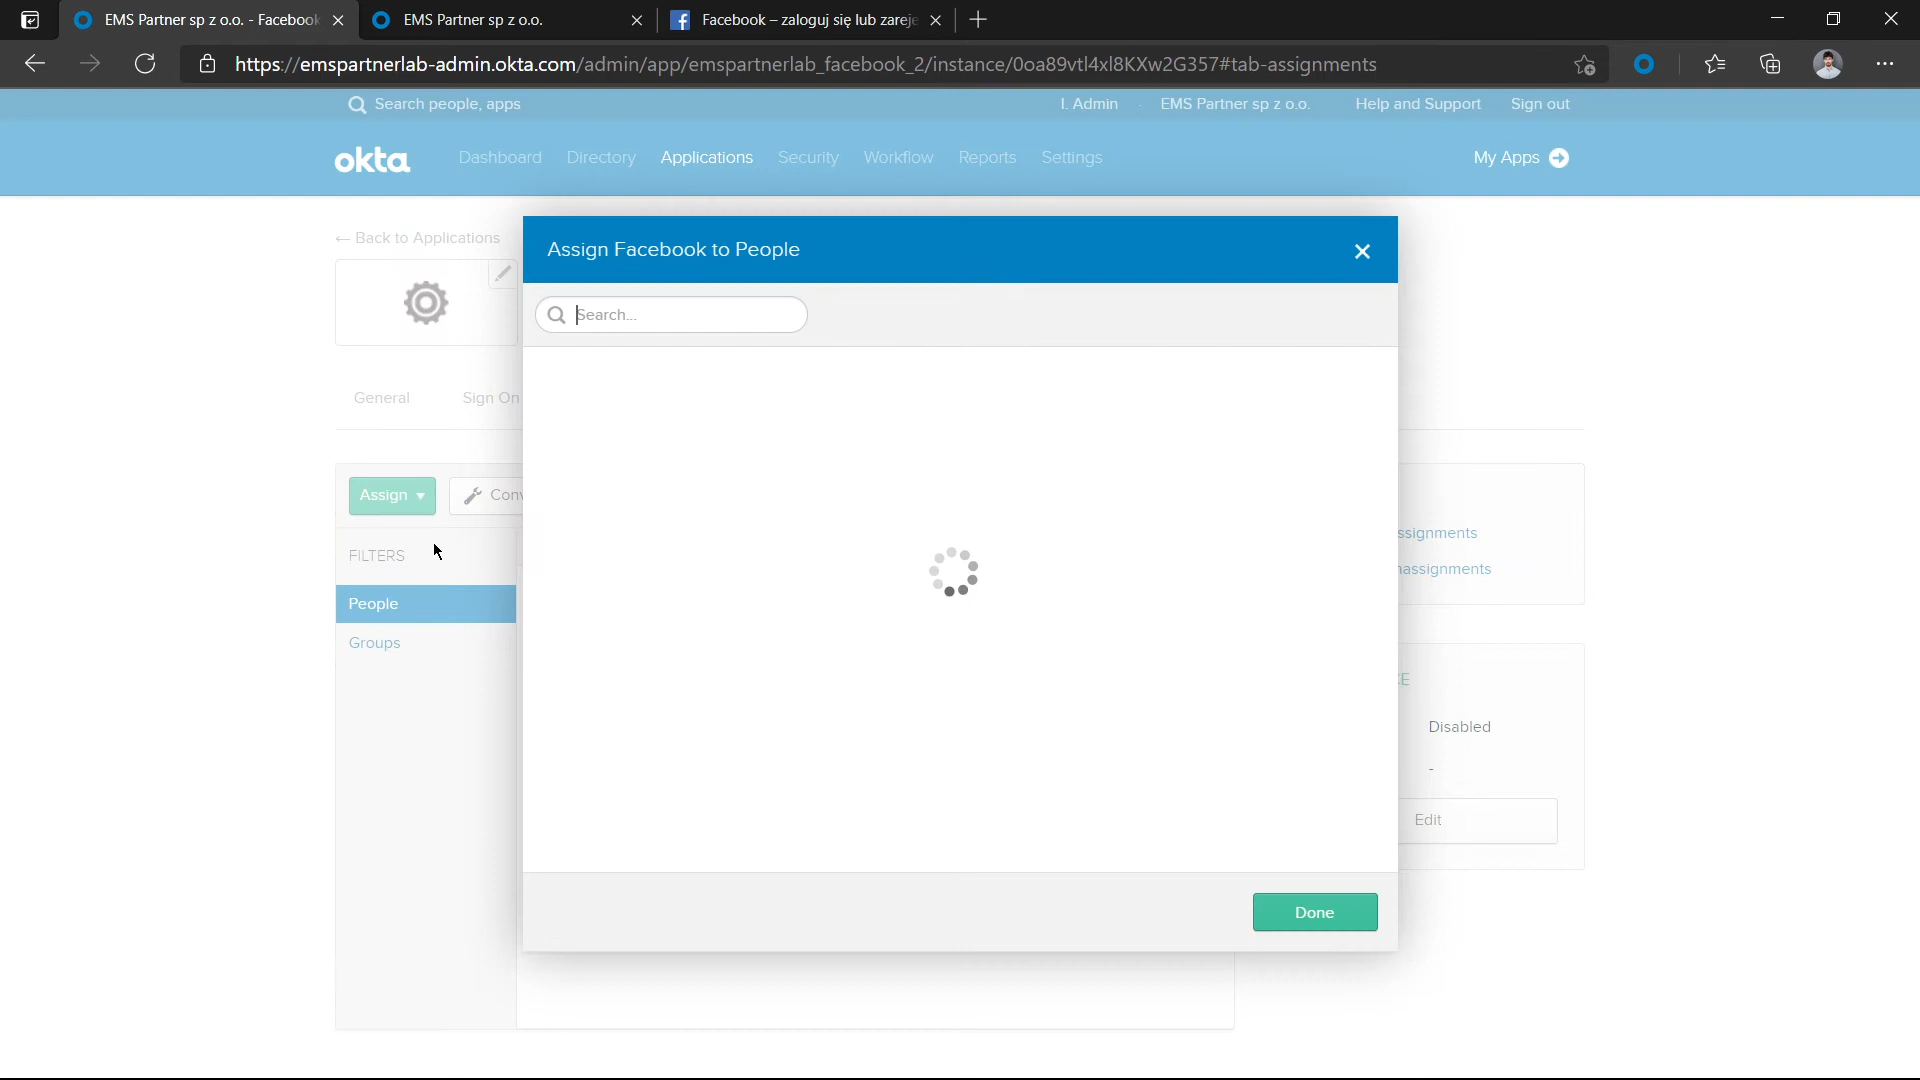 EMS Partner sp z o.o. - Facebook
EMS Partner sp z o.o.
Facebook – zaloguj się lub zareje
https://emspartnerlab-admin.okta.com/admin/app/emspartnerlab_facebook_2/instance/0oa89vtl4xl8KXw2G357#tab-assignments
Search people, apps
I. Admin
EMS Partner sp z o.o.
Help and Support
Sign out
okta
Dashboard
Directory
Applications
Security
Workflow
Reports
Settings
My Apps
← Back to Applications
Assign Facebook to People
Search...
General
Sign On
Assign
Conv
FILTERS
People
Groups
ssignments
assignments
Disabled
-
Edit
Done